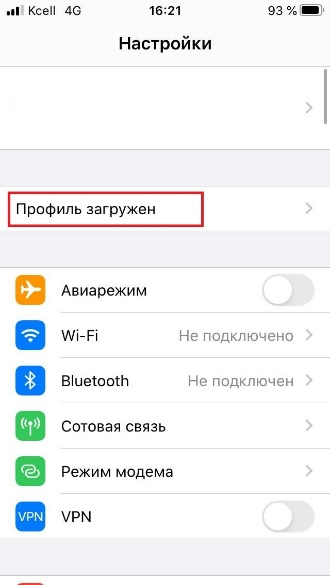 Kcell 4G 16:21 93 %
Настройки
Профиль загружен
Авиарежим
Wi-Fi Не подключено
Bluetooth Не подключен
Сотовая связь
Режим модема
VPN VPN